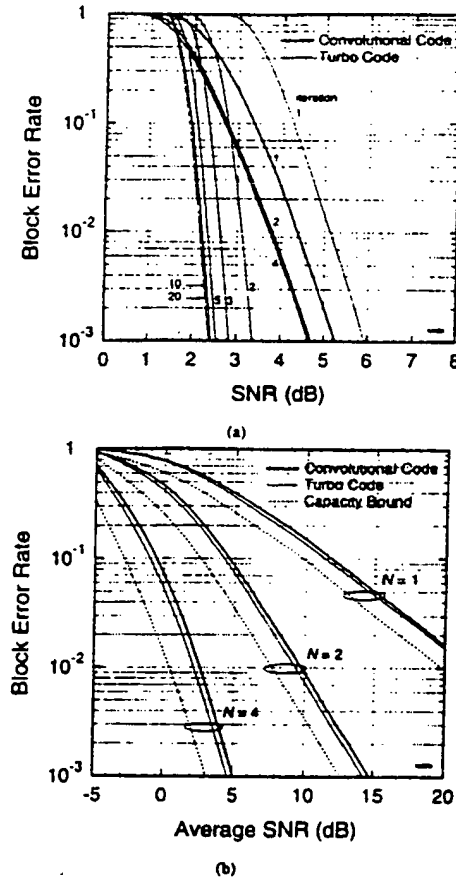 1
Convolutional Code
Turbo Code
iteration
1
10⁻¹
1
Block Error Rate
10⁻²
2
4
10
20
5
3
2
10⁻³
0 1 2 3 4 5 6 7 8
SNR (dB)
(a)
1
Convolutional Code
Turbo Code
Capacity Bound
10⁻¹
N = 1
Block Error Rate
10⁻²
N = 2
N = 4
10⁻³
-5 0 5 10 15 20
Average SNR (dB)
(b)